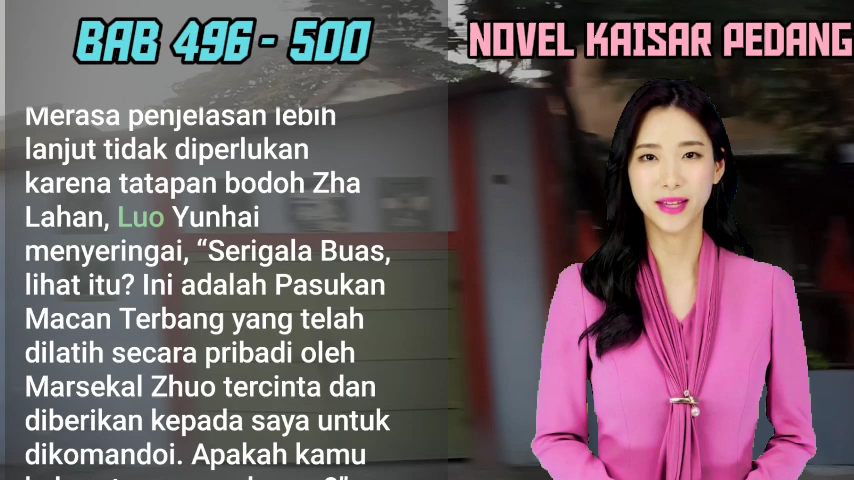 BAB 496 - 500
NOVEL KAISAR PEDANG
Merasa penjelasan lebih
lanjut tidak diperlukan
karena tatapan bodoh Zha
Lahan, Luo Yunhai
menyeringai, “Serigala Buas,
lihat itu? Ini adalah Pasukan
Macan Terbang yang telah
dilatih secara pribadi oleh
Marsekal Zhuo tercinta dan
diberikan kepada saya untuk
dikomandoi. Apakah kamu